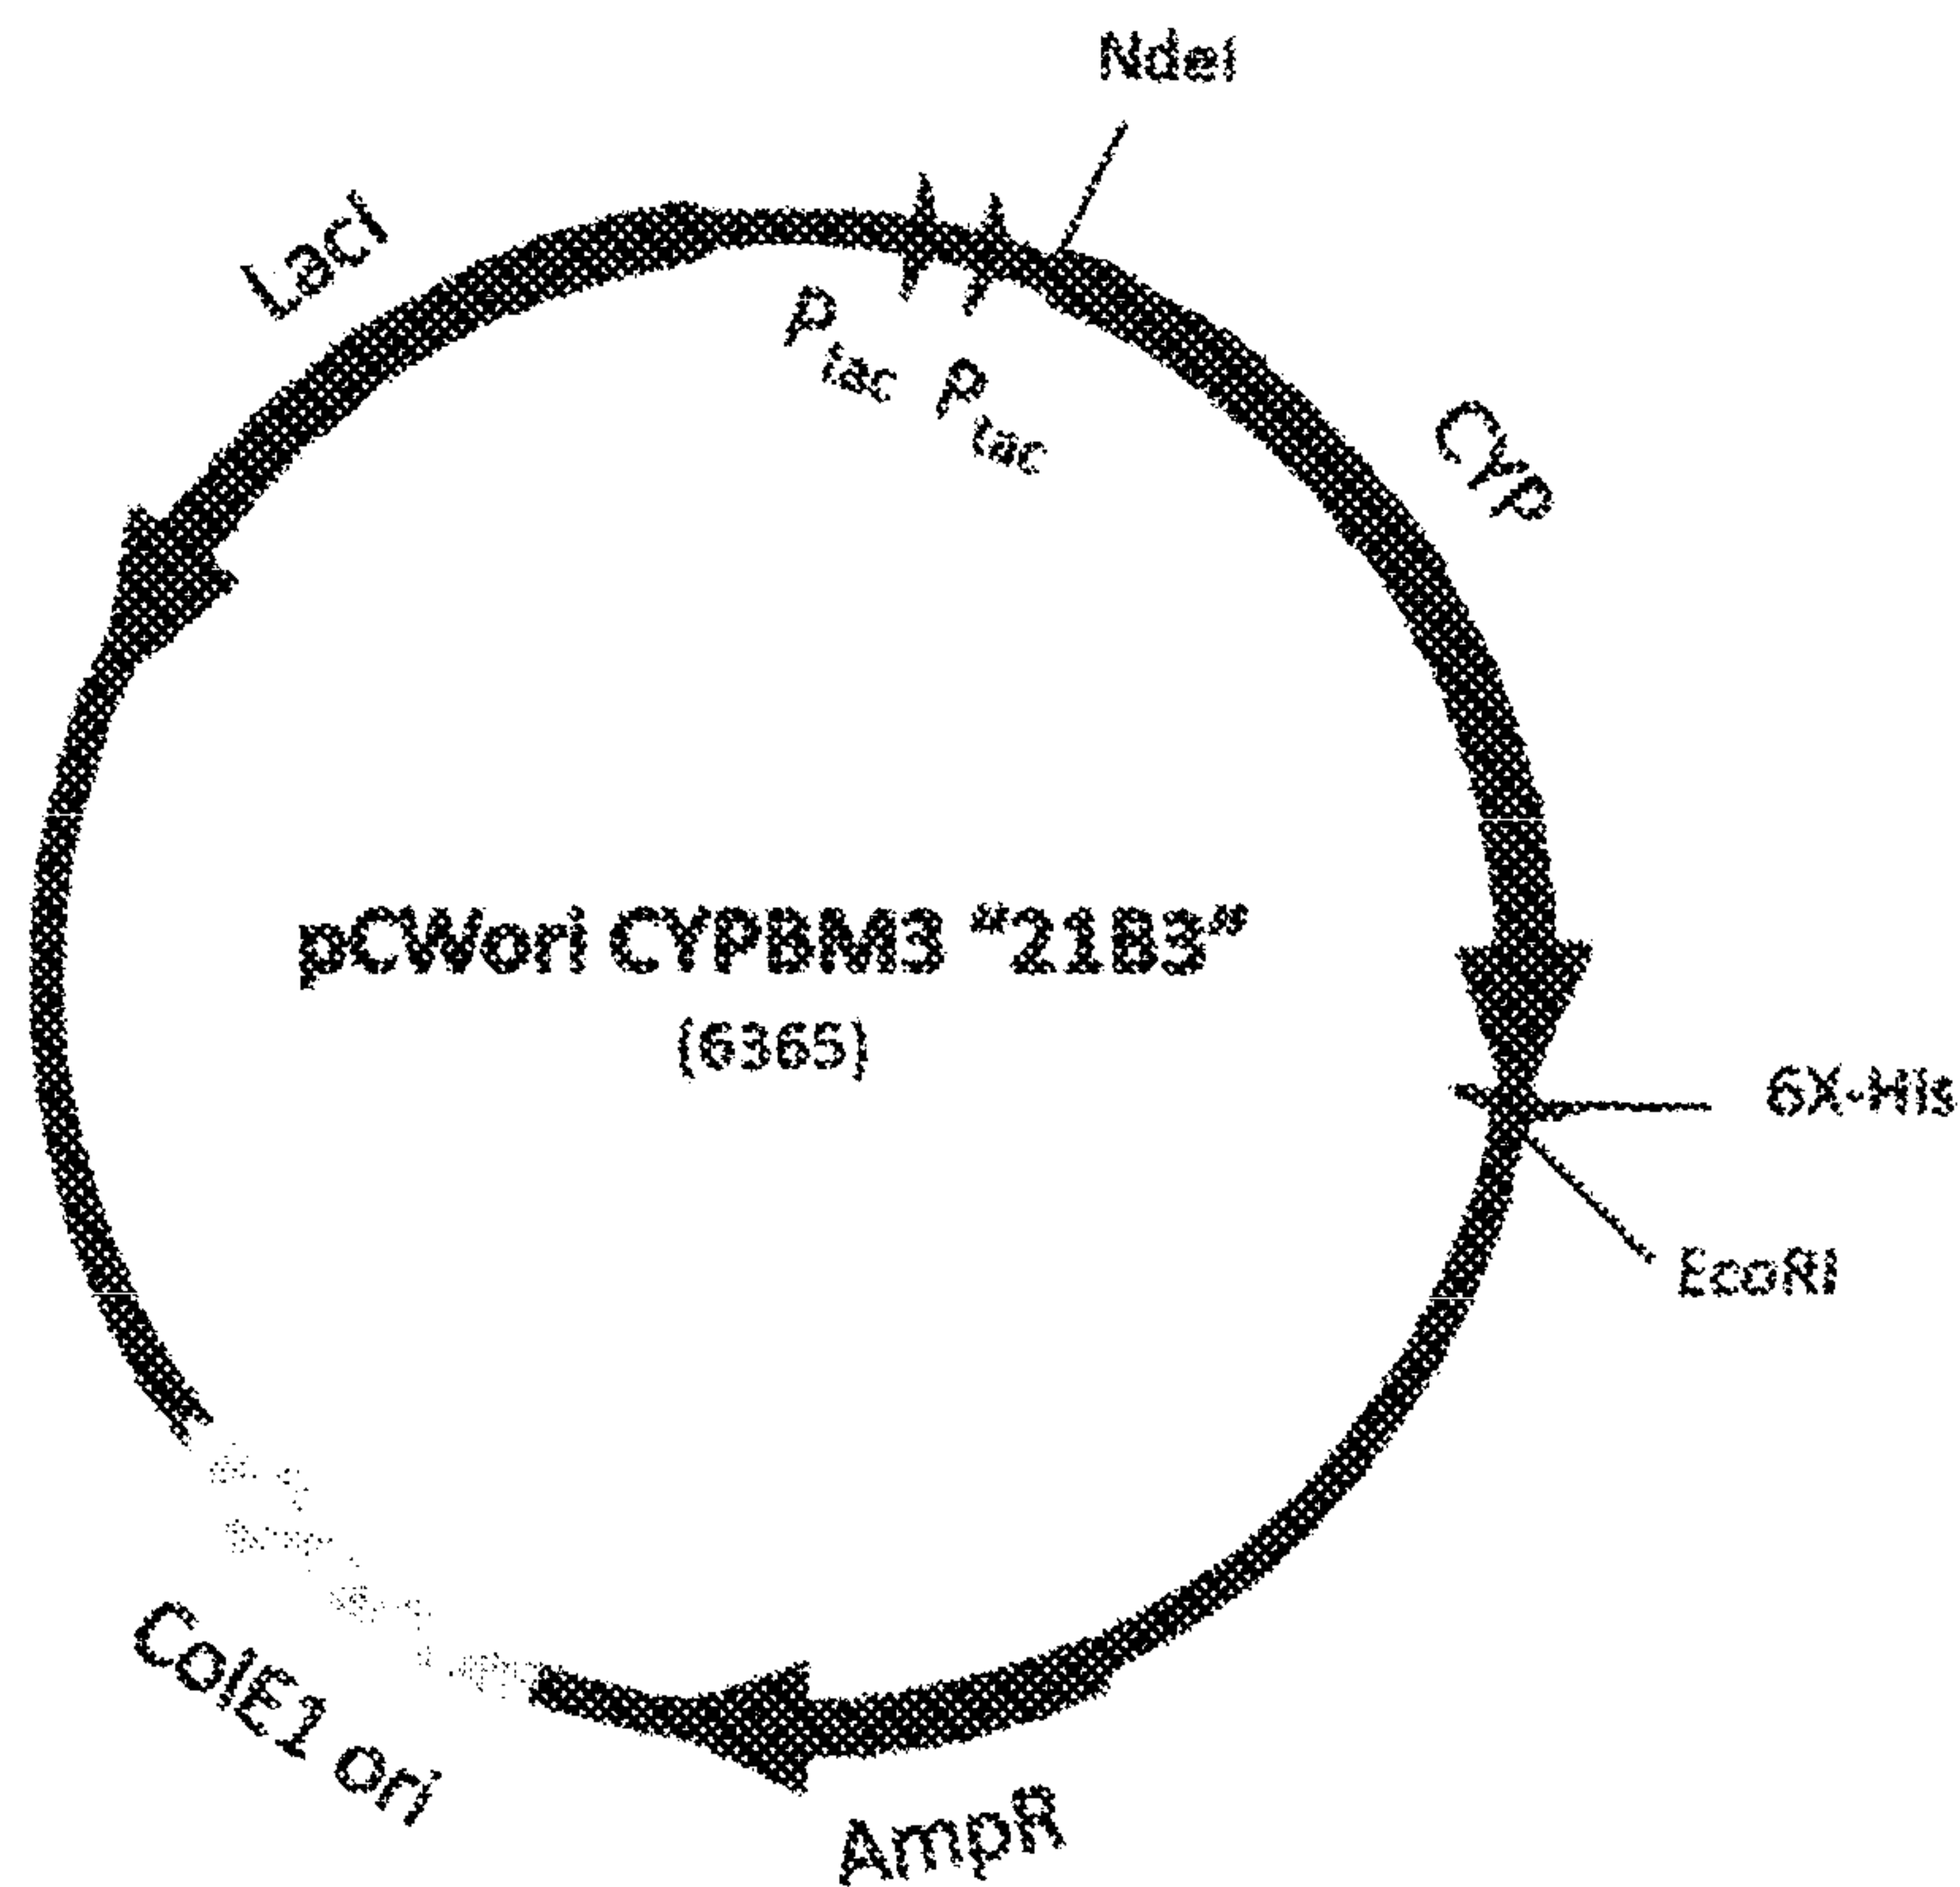 NdeI
LacI
P tac
P tac
CYP
pCWori CYPBM3 "21B3"
(6365)
6X-His
EcoRI
ColE1 ori
AmpR